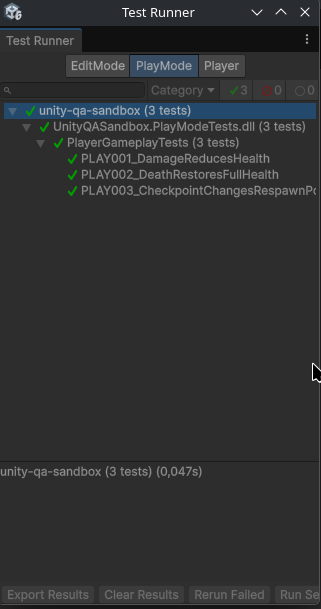 Test Runner
Test Runner
EditMode PlayMode Player
Category 3 0 0
unity-qa-sandbox (3 tests)
UnityQASandbox.PlayModeTests.dll (3 tests)
PlayerGameplayTests (3 tests)
PLAY001_DamageReducesHealth
PLAY002_DeathRestoresFullHealth
PLAY003_CheckpointChangesRespawnPo
unity-qa-sandbox (3 tests) (0,047s)
Export Results Clear Results Rerun Failed Run Se